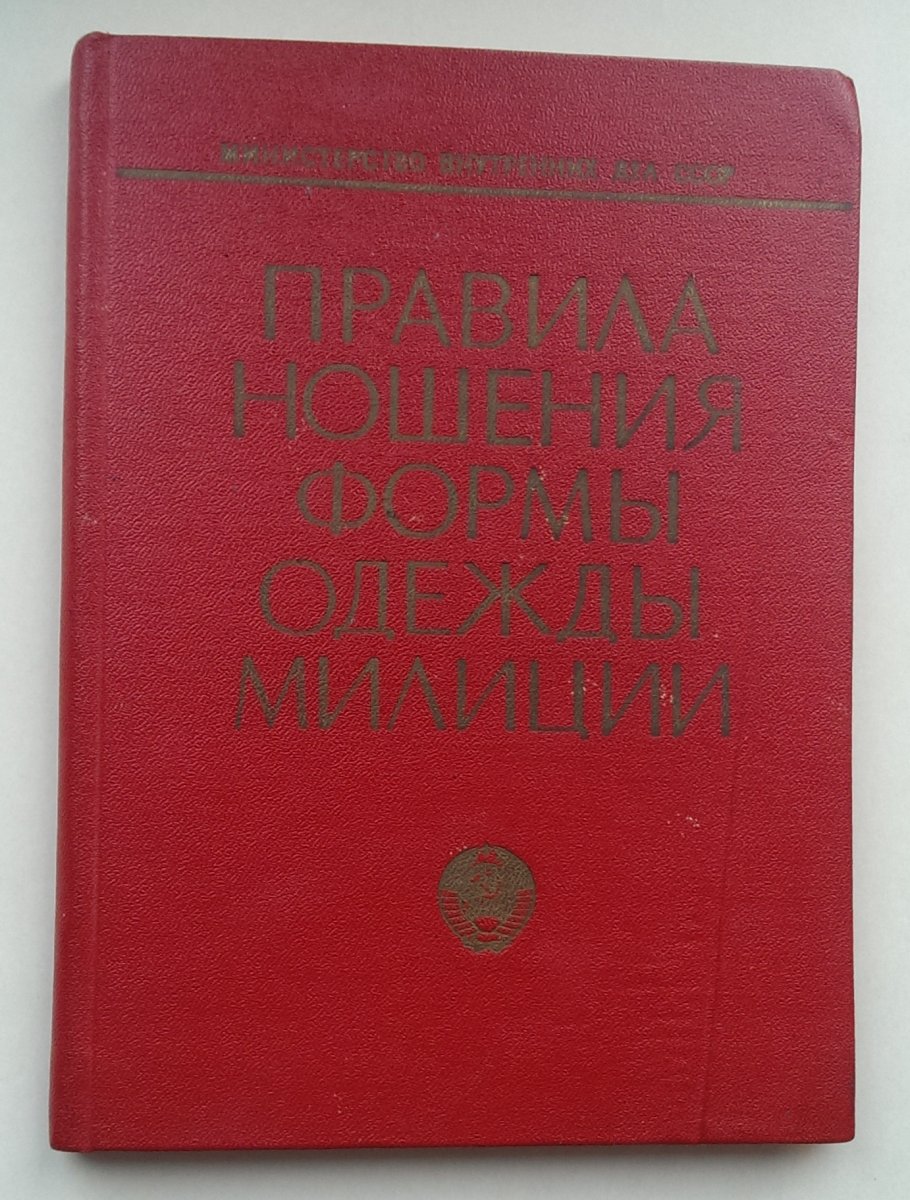 МИНИСТЕРСТВО ВНУТРЕННИХ ДЕЛ СССР
ПРАВИЛА
НОШЕНИЯ
ФОРМЫ
ОДЕЖДЫ
МИЛИЦИИ